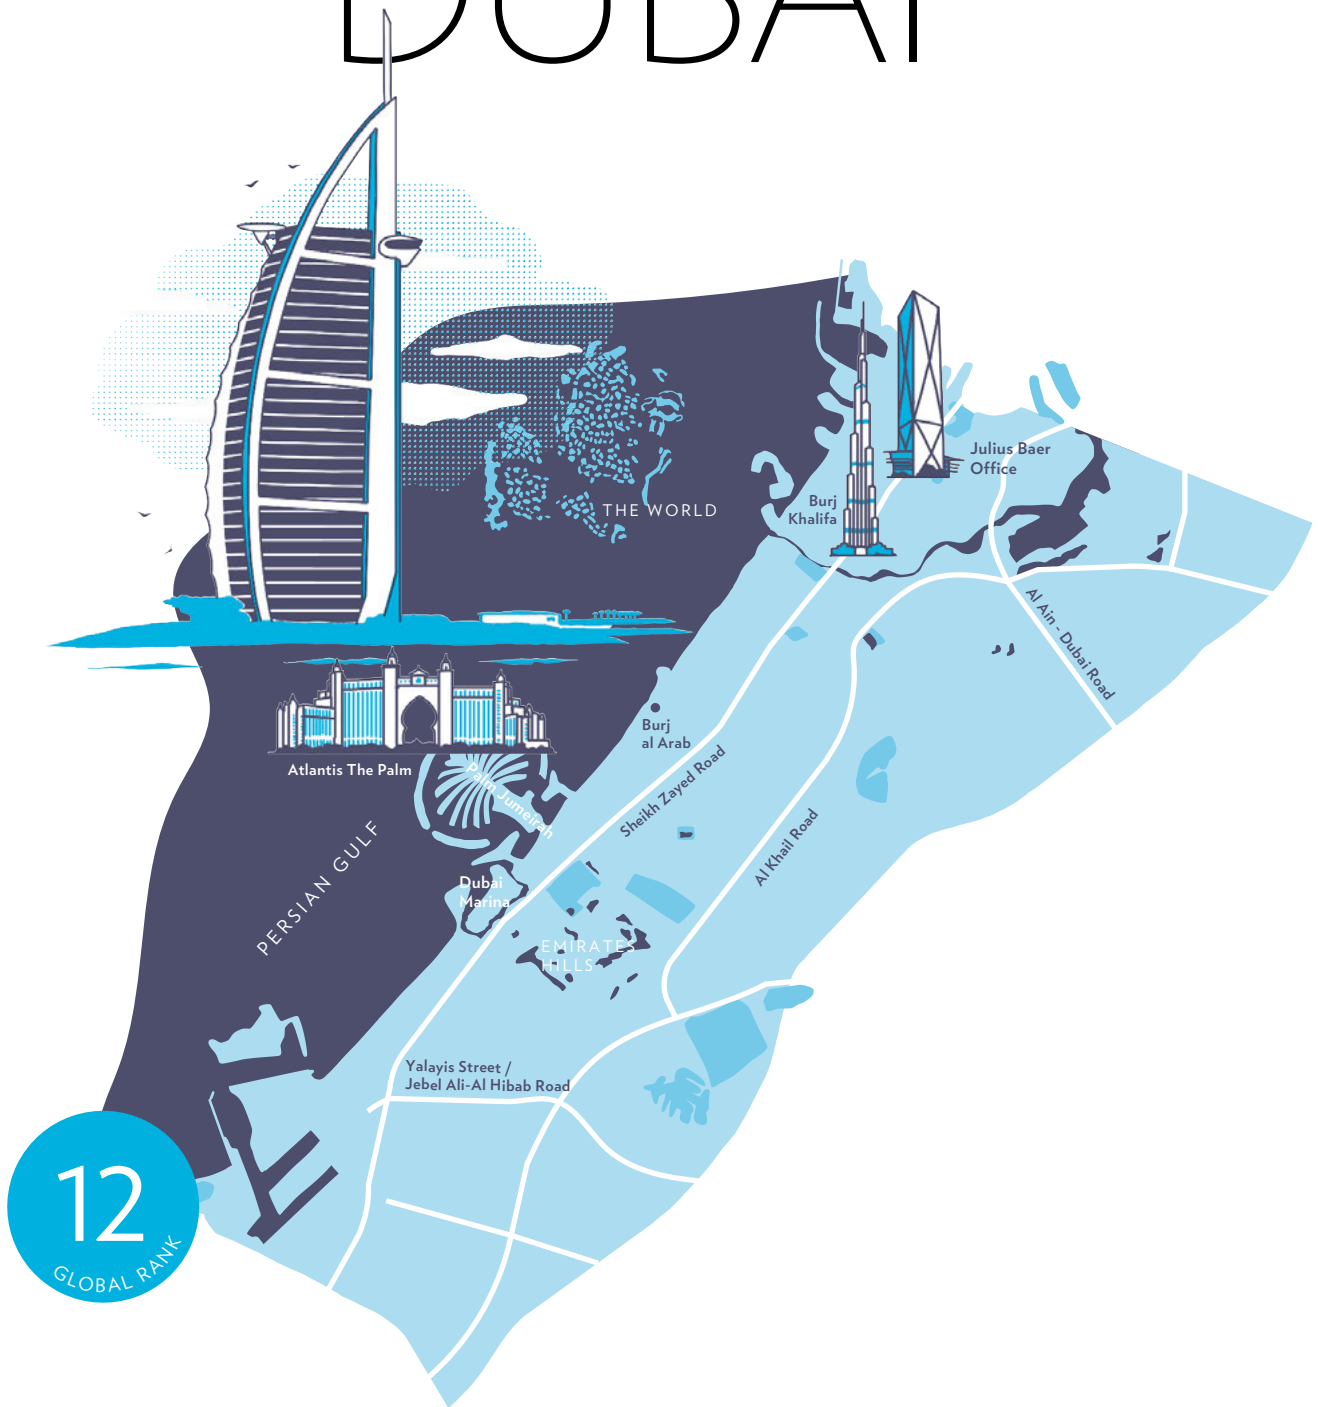 DUBAI
Julius Baer
Office
Burj
Khalifa
THE WORLD
Al Ain - Dubai Road
Burj
al Arab
Sheikh Zayed Road
Atlantis The Palm
Palm Jumeirah
Al Khail Road
PERSIAN GULF
Dubai
Marina
EMIRATES
HILLS
Yalayis Street /
Jebel Ali-Al Hibab Road
12
GLOBAL RANK